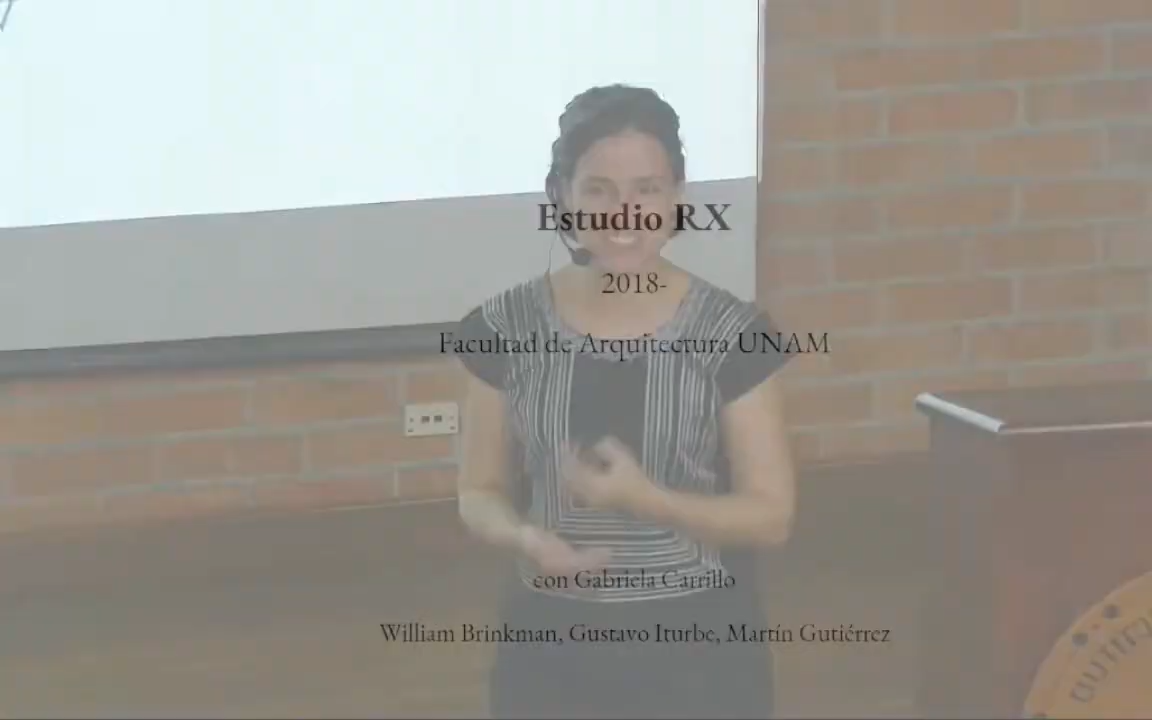 Estudio RX
2018-
Facultad de Arquitectura UNAM
con Gabriela Carrillo
William Brinkman, Gustavo Iturbe, Martín Gutiérrez